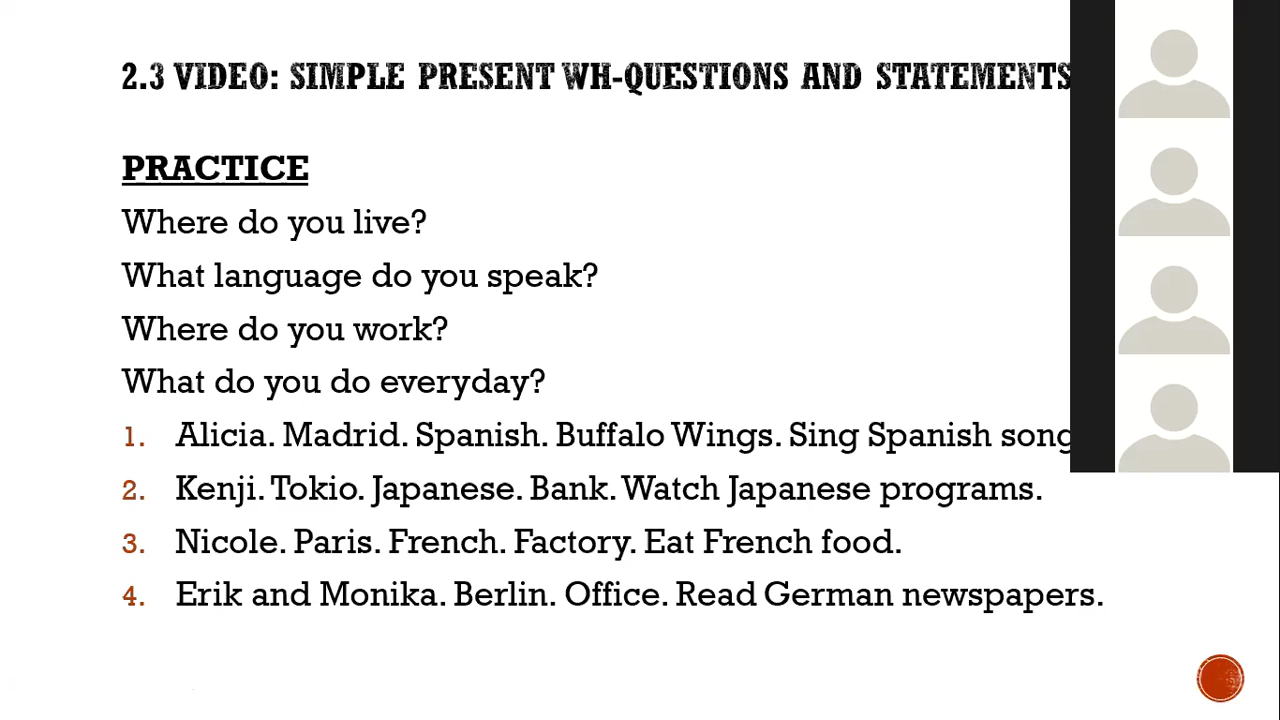 2.3 VIDEO: SIMPLE PRESENT WH-QUESTIONS AND STATEMENTS
PRACTICE
Where do you live?
What language do you speak?
Where do you work?
What do you do everyday?
1. Alicia. Madrid. Spanish. Buffalo Wings. Sing Spanish song
2. Kenji. Tokio. Japanese. Bank. Watch Japanese programs.
3. Nicole. Paris. French. Factory. Eat French food.
4. Erik and Monika. Berlin. Office. Read German newspapers.